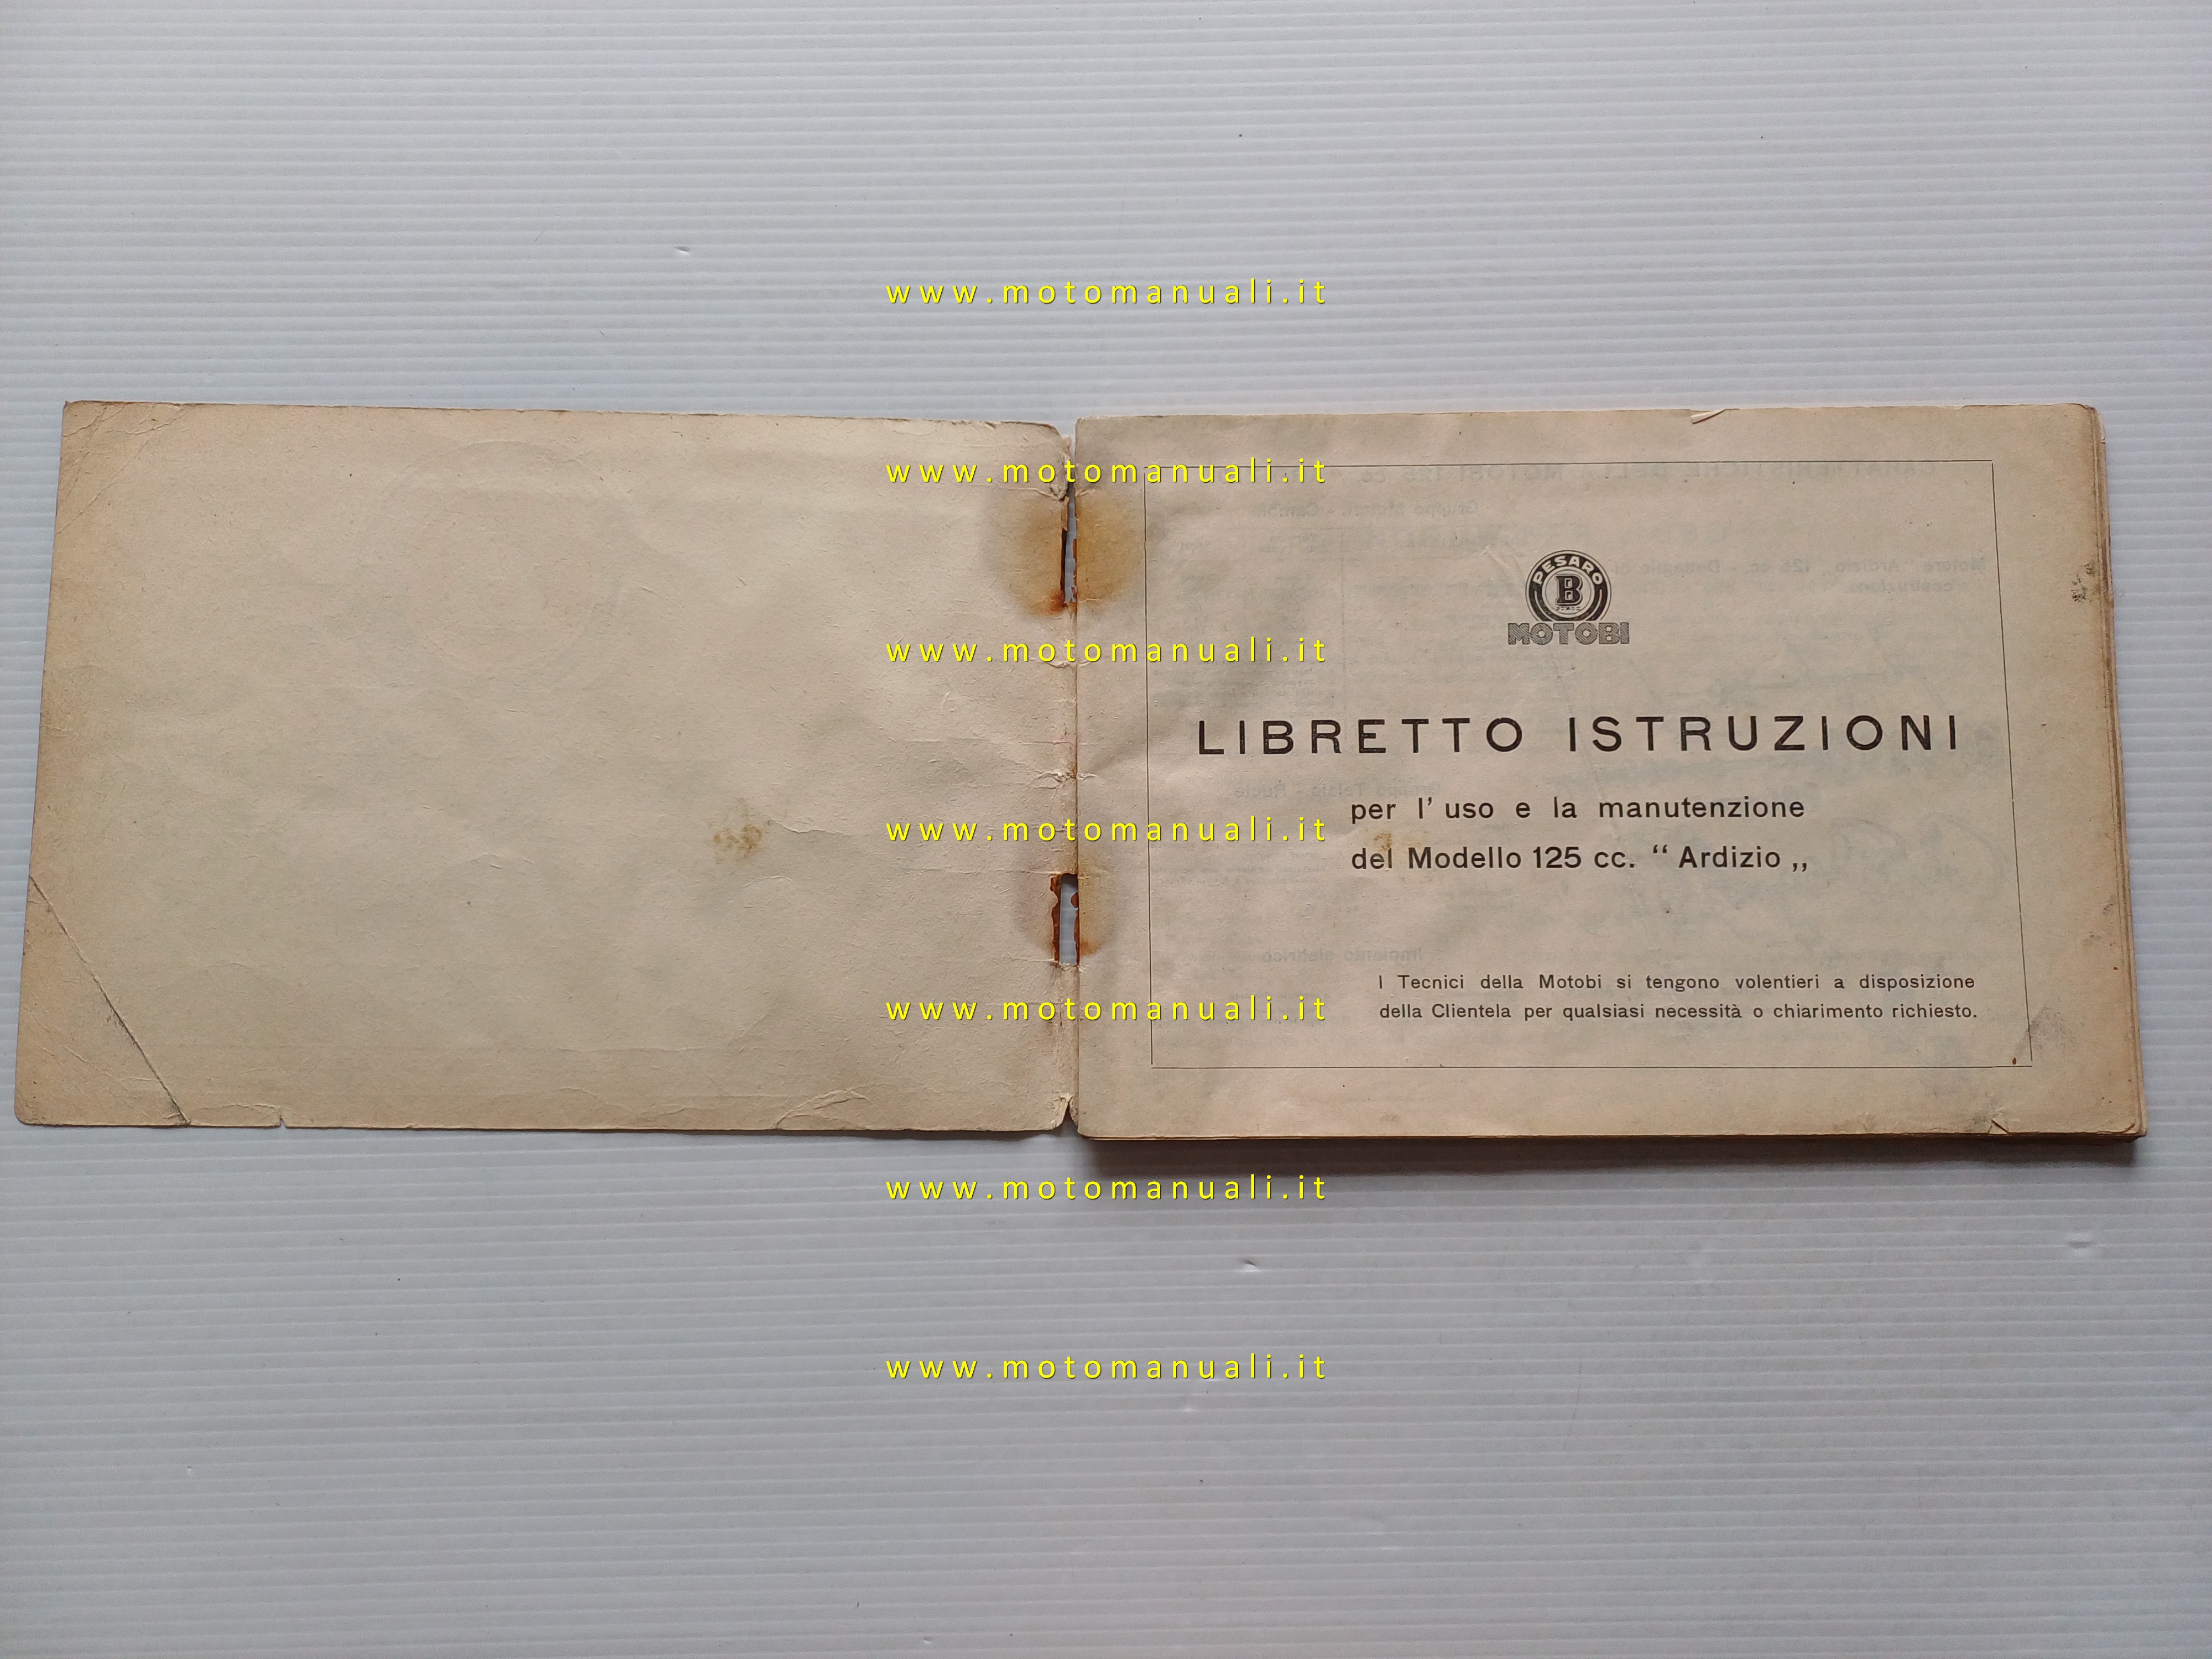 www.motomanuali.it
www.motomanuali.it
PESARO
B
MOTOBI
www.motomanuali.it
LIBRETTO ISTRUZIONI
per l' uso e la manutenzione
www.motomanuali.it
del Modello 125 cc. “ Ardizio „
I Tecnici della Motobi si tengono volentieri a disposizione
della Clientela per qualsiasi necessità o chiarimento richiesto.
www.motomanuali.it
www.motomanuali.it
www.motomanuali.it